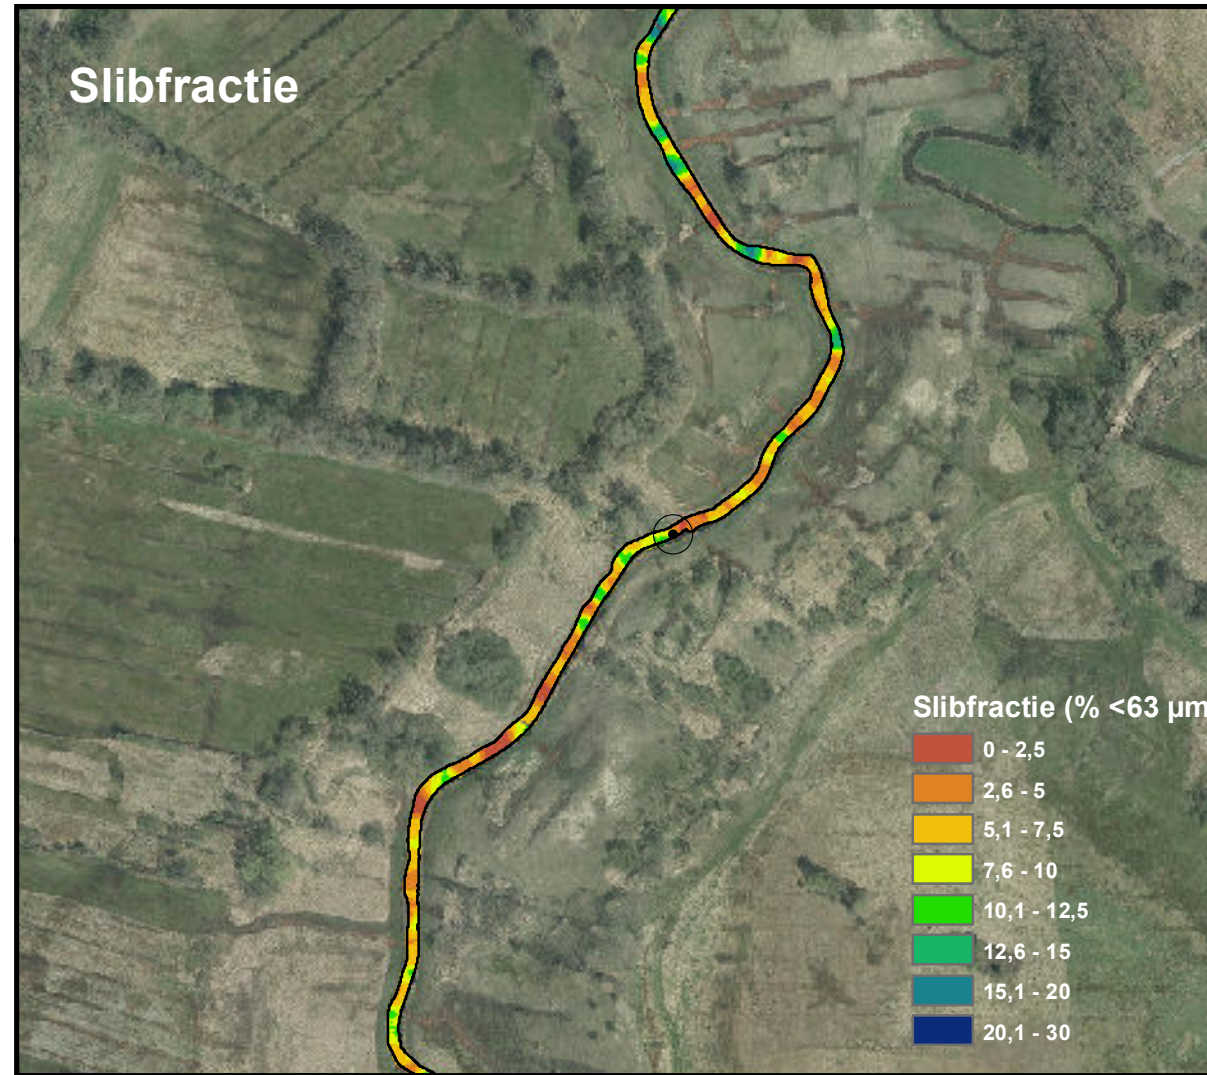 Slibfractie
Slibfractie (% <63 µm
0 - 2,5
2,6 - 5
5,1 - 7,5
7,6 - 10
10,1 - 12,5
12,6 - 15
15,1 - 20
20,1 - 30